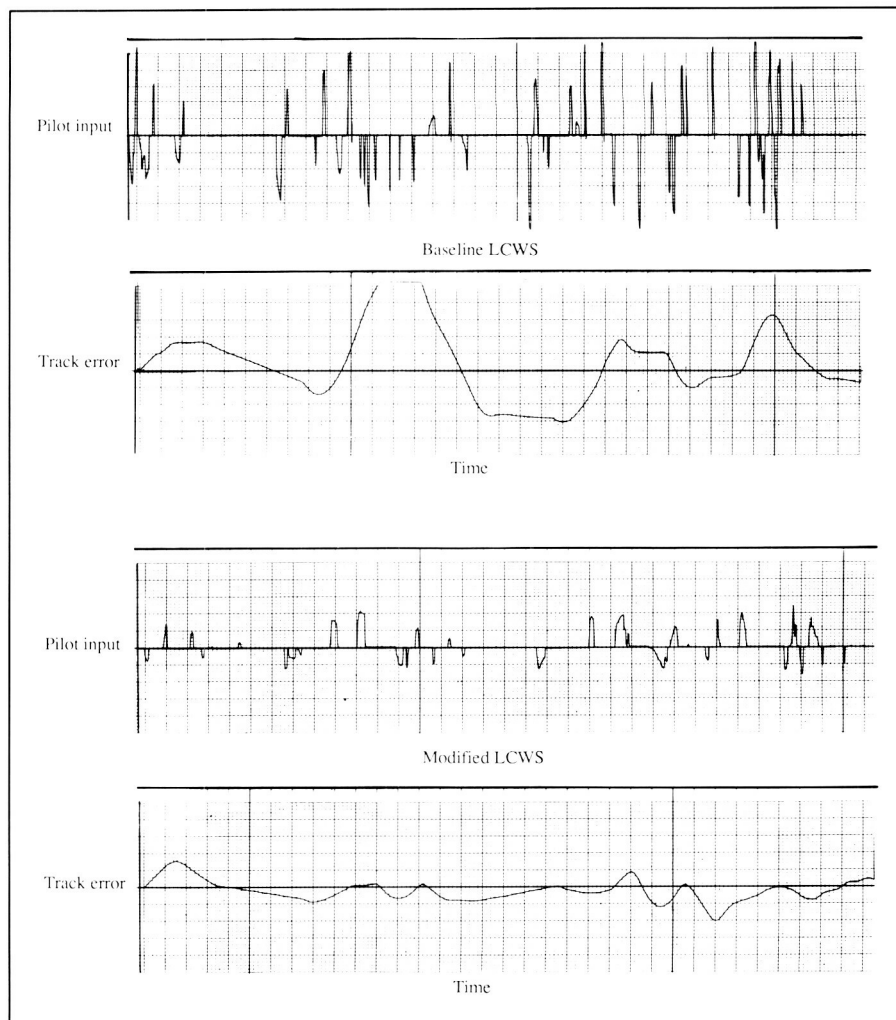 Pilot input
Baseline LCWS
Track error
Time
Pilot input
Modified LCWS
Track error
Time